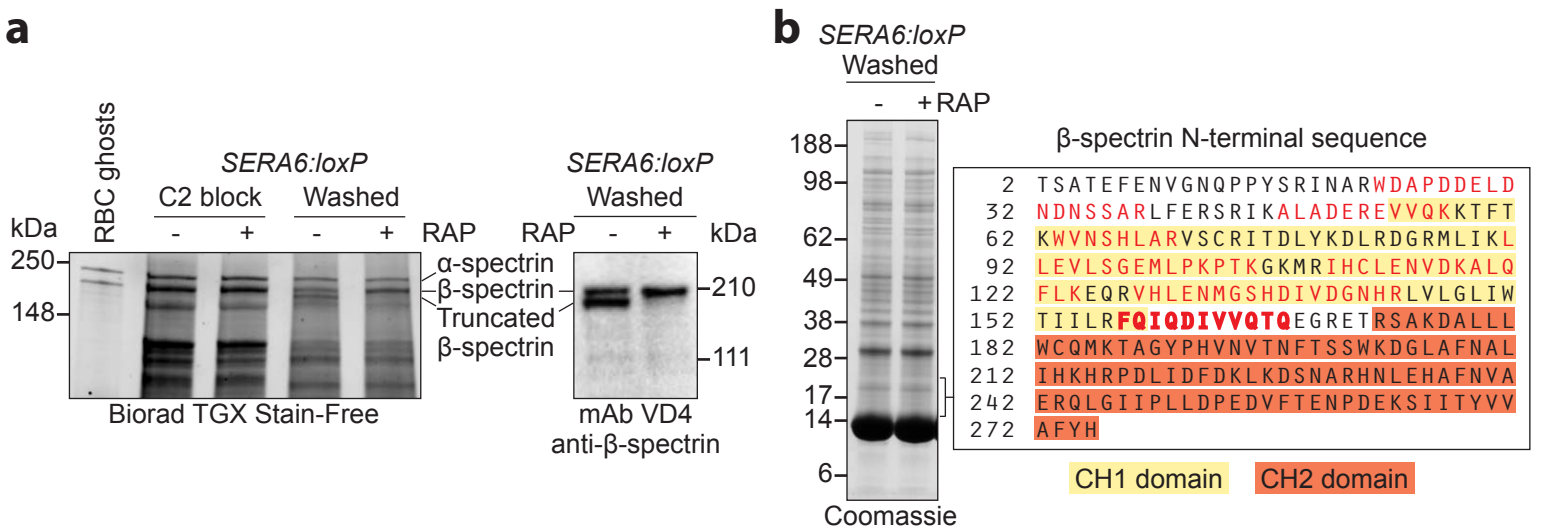 a
RBC ghosts
SERA6:loxP
C2 block Washed
kDa - + - + RAP
250
148
α-spectrin
β-spectrin
Truncated
β-spectrin
Biorad TGX Stain-Free
SERA6:loxP
Washed
RAP - + kDa
210
111
mAb VD4
anti-β-spectrin
b
SERA6:loxP
Washed
- + RAP
188
98
62
49
38
28
17
14
6
Coomassie
β-spectrin N-terminal sequence
2 TSATEFENVGNQPPYSRINARWDAPDDELD
32 NDNSSARLFERSRIKALADEREVVQKKTFT
62 KWVNSHLARVSCRITDLYKDLRDGRMLIKL
92 LEVLSGEMLPKPTKGKMRIHCLENVDKALQ
122 FLKEQRVHLENMGSHDIVDGNHRLVLGLIW
152 TIILRFQIQDIVVQTQEGRETRSAKDALLL
182 WCQMKTAGYPHVNVTNFTSSWKDGLAFNAL
212 IHKHRPDLIDFDKLKDSNARHNLEHAFNVA
242 ERQLGIIPLLDPEDVFTENPDEKSIITYVV
272 AFYH
CH1 domain CH2 domain